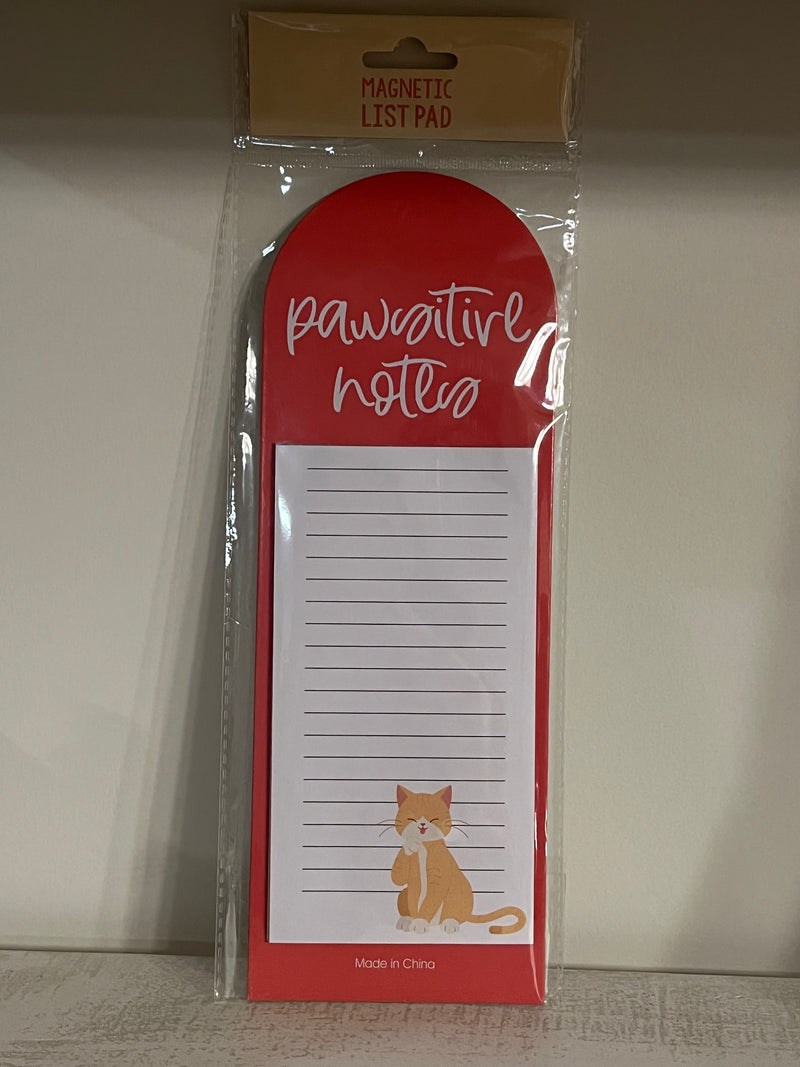 MAGNETIC
LIST PAD
pawsitive
notes
Made in China